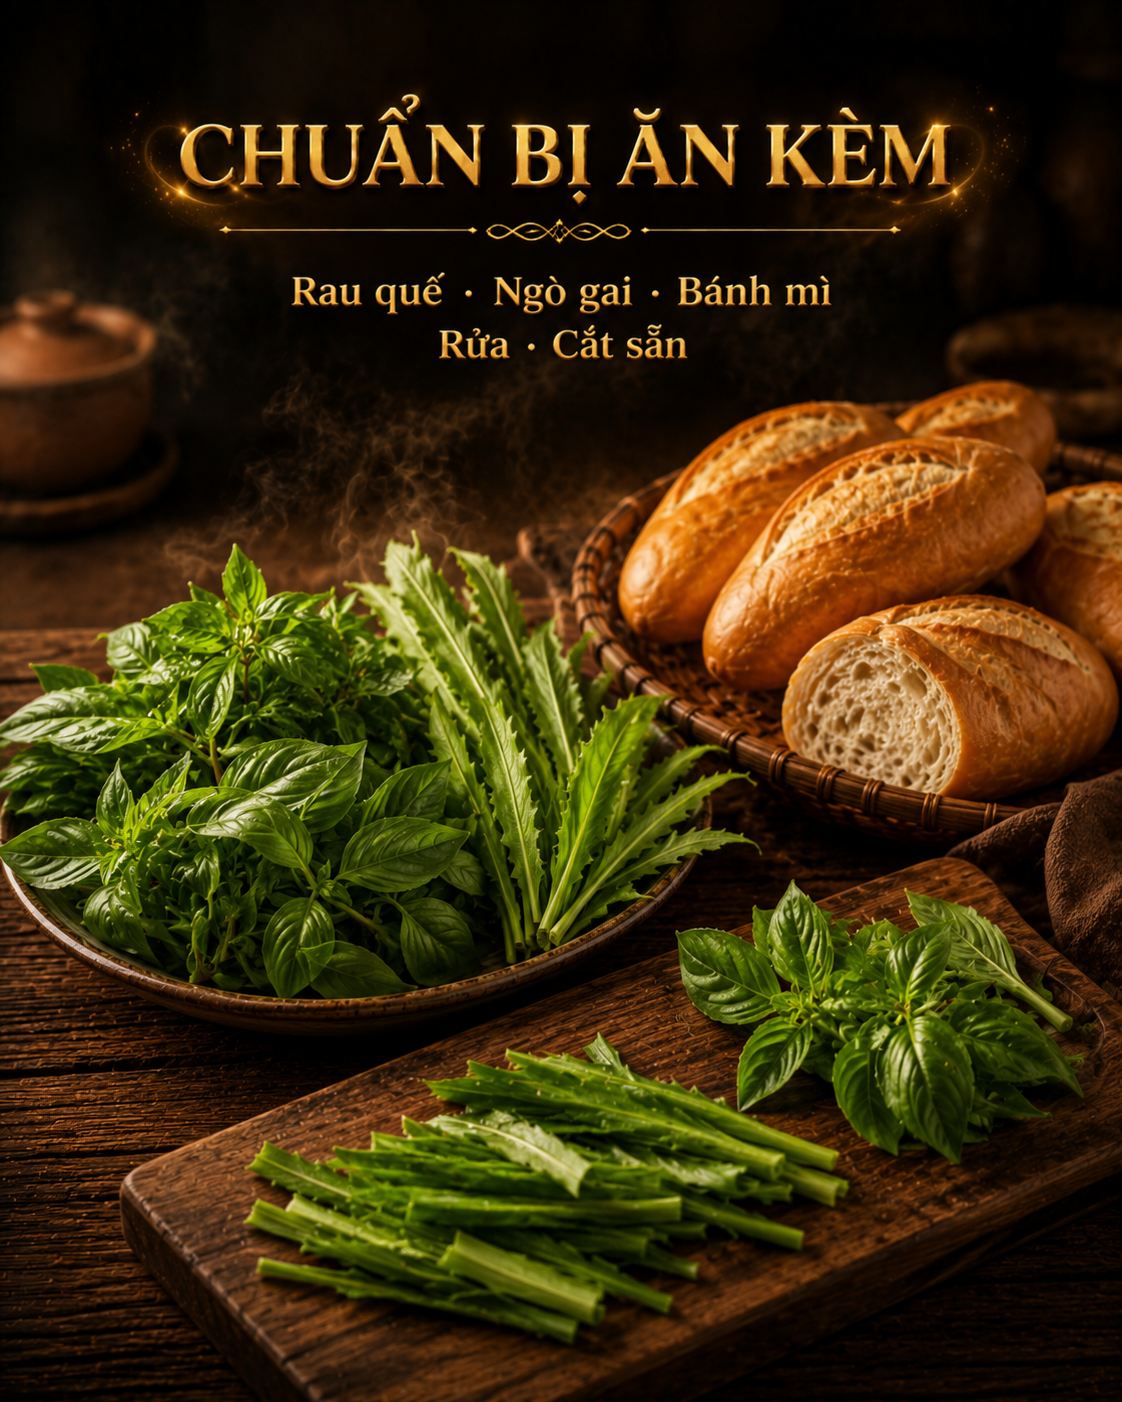 CHUẨN BỊ ĂN KÈM
Rau quế · Ngò gai · Bánh mì
Rửa · Cắt sẵn